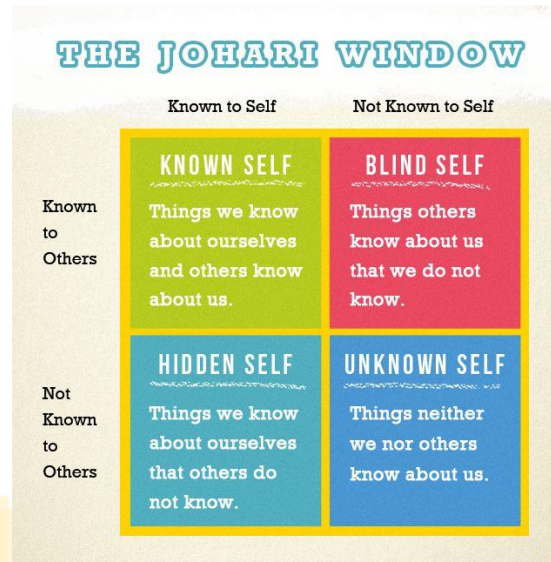 THE JOHARI WINDOW
Known to Self
Not Known to Self
Known
to
Others
KNOWN SELF
Things we know
about ourselves
and others know
about us.
BLIND SELF
Things others
know about us
that we do not
know.
Not
Known
to
Others
HIDDEN SELF
Things we know
about ourselves
that others do
not know.
UNKNOWN SELF
Things neither
we nor others
know about us.